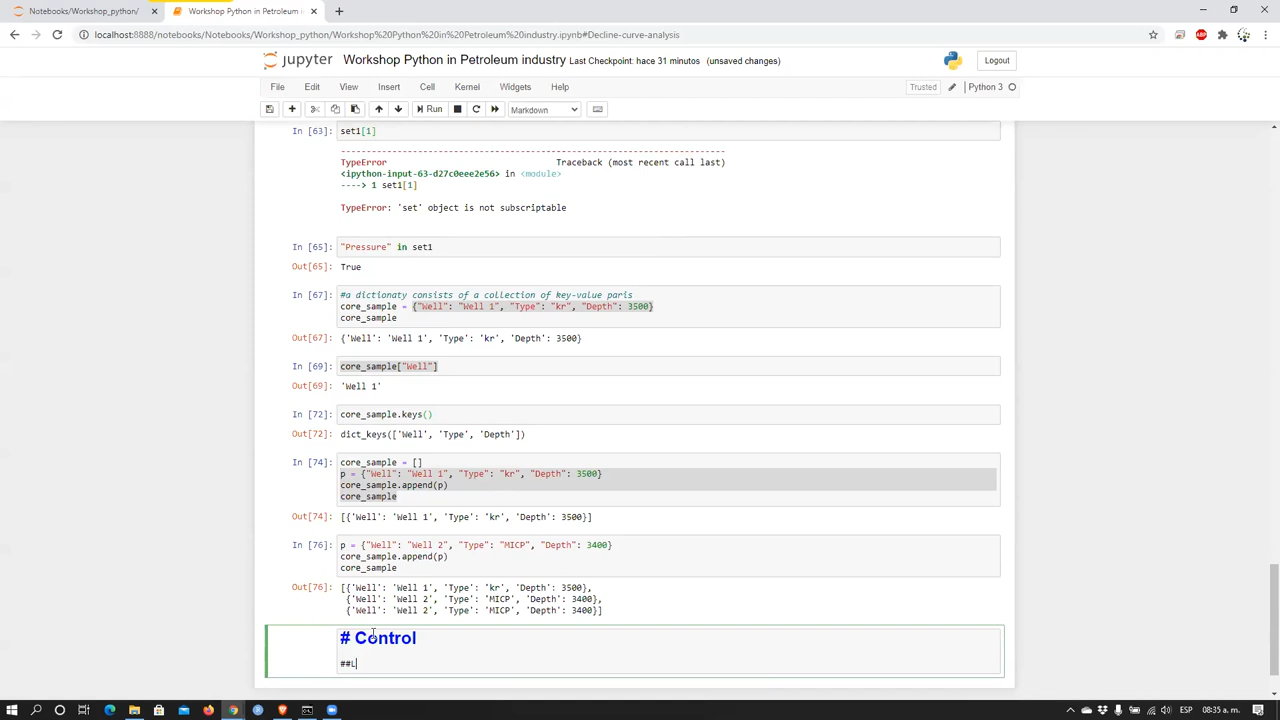 Notebooks/Workshop_python/
Workshop Python in Petroleum i
localhost:8888/notebooks/Notebooks/Workshop_python/Workshop%20Python%20in%20Petroleum%20industry.ipynb#Decline-curve-analysis
ABP
jupyter Workshop Python in Petroleum industry Last Checkpoint: hace 31 minutos (unsaved changes)
Logout
File Edit View Insert Cell Kernel Widgets Help
Trusted Python 3
Run Markdown
In [63]: set1[1]
---------------------------------------------------------------------------
TypeError Traceback (most recent call last)
<ipython-input-63-d27c0eee2e56> in <module>
----> 1 set1[1]
TypeError: 'set' object is not subscriptable
In [65]: "Pressure" in set1
Out[65]: True
In [67]: #a dictionaty consists of a collection of key-value paris
core_sample = {"Well": "Well 1", "Type": "kr", "Depth": 3500}
core_sample
Out[67]: {'Well': 'Well 1', 'Type': 'kr', 'Depth': 3500}
In [69]: core_sample["Well"]
Out[69]: 'Well 1'
In [72]: core_sample.keys()
Out[72]: dict_keys(['Well', 'Type', 'Depth'])
In [74]: core_sample = []
p = {"Well": "Well 1", "Type": "kr", "Depth": 3500}
core_sample.append(p)
core_sample
Out[74]: [{'Well': 'Well 1', 'Type': 'kr', 'Depth': 3500}]
In [76]: p = {"Well": "Well 2", "Type": "MICP", "Depth": 3400}
core_sample.append(p)
core_sample
Out[76]: [{'Well': 'Well 1', 'Type': 'kr', 'Depth': 3500},
{'Well': 'Well 2', 'Type': 'MICP', 'Depth': 3400},
{'Well': 'Well 2', 'Type': 'MICP', 'Depth': 3400}]
# Control
##L
ESP 08:35 a. m.